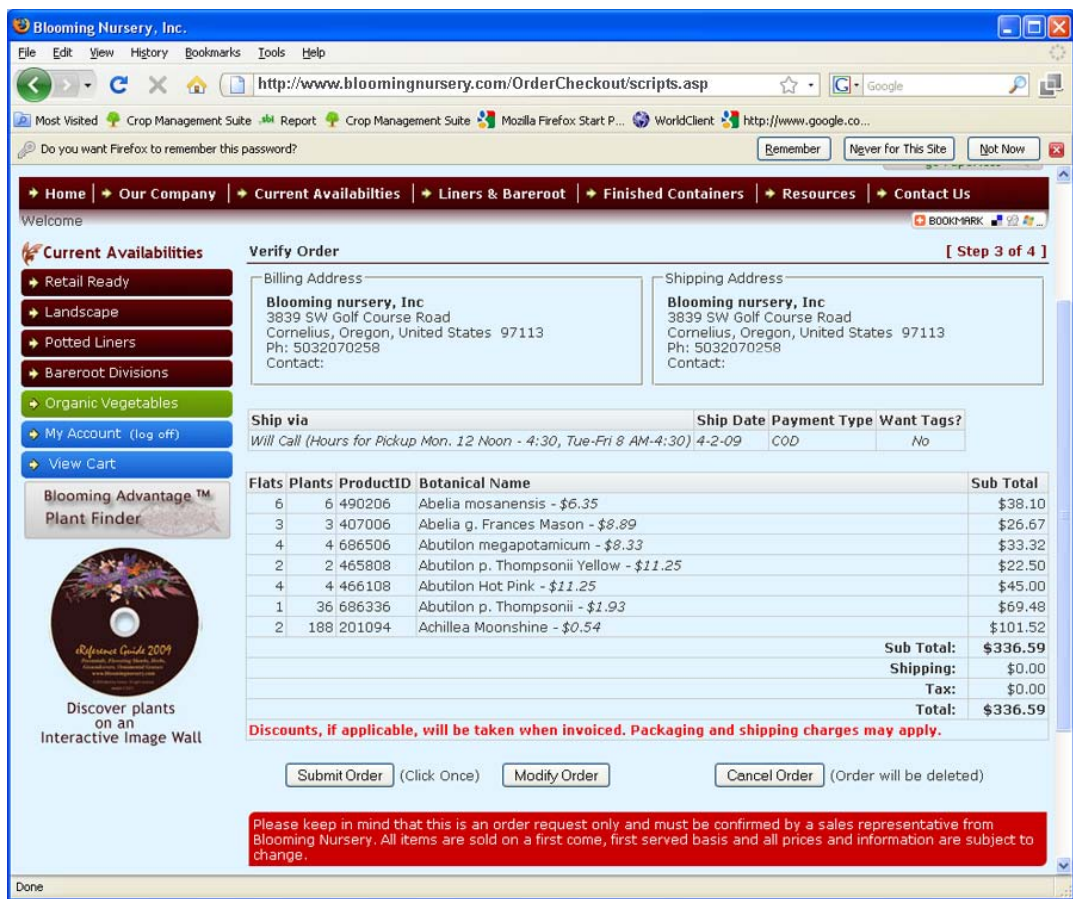 Blooming Nursery, Inc.
File Edit View History Bookmarks Tools Help
http://www.bloomingnursery.com/OrderCheckout/scripts.asp
G Google
Most Visited Crop Management Suite sbi Report Crop Management Suite Mozilla Firefox Start P... WorldClient http://www.google.co...
Do you want Firefox to remember this password? Remember Never for This Site Not Now
Home Our Company Current Availabilties Liners & Bareroot Finished Containers Resources Contact Us
Welcome
BOOKMARK
Current Availabilities
Retail Ready
Landscape
Potted Liners
Bareroot Divisions
Organic Vegetables
My Account (log off)
View Cart
Blooming Advantage ™
Plant Finder
eReference Guide 2009
Discover plants
on an
Interactive Image Wall
Verify Order [ Step 3 of 4 ]
Billing Address
Blooming nursery, Inc
3839 SW Golf Course Road
Cornelius, Oregon, United States 97113
Ph: 5032070258
Contact:
Shipping Address
Blooming nursery, Inc
3839 SW Golf Course Road
Cornelius, Oregon, United States 97113
Ph: 5032070258
Contact:
Ship via Ship Date Payment Type Want Tags?
Will Call (Hours for Pickup Mon. 12 Noon - 4:30, Tue-Fri 8 AM-4:30) 4-2-09 COD No
Flats Plants ProductID Botanical Name Sub Total
6 6 490206 Abelia mosanensis - $6.35 $38.10
3 3 407006 Abelia g. Frances Mason - $8.89 $26.67
4 4 686506 Abutilon megapotamicum - $8.33 $33.32
2 2 465808 Abutilon p. Thompsonii Yellow - $11.25 $22.50
4 4 466108 Abutilon Hot Pink - $11.25 $45.00
1 36 686336 Abutilon p. Thompsonii - $1.93 $69.48
2 188 201094 Achillea Moonshine - $0.54 $101.52
Sub Total: $336.59
Shipping: $0.00
Tax: $0.00
Total: $336.59
Discounts, if applicable, will be taken when invoiced. Packaging and shipping charges may apply.
Submit Order (Click Once) Modify Order Cancel Order (Order will be deleted)
Please keep in mind that this is an order request only and must be confirmed by a sales representative from
Blooming Nursery. All items are sold on a first come, first served basis and all prices and information are subject to
change.
Done